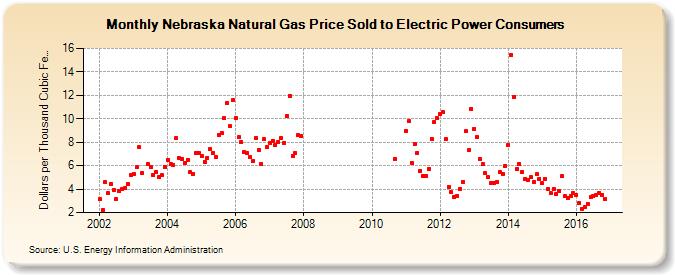 Monthly Nebraska Natural Gas Price Sold to Electric Power Consumers
Dollars per Thousand Cubic Fe...
16
14
12
10
8
6
4
2
2002 2004 2006 2008 2010 2012 2014 2016
Source: U.S. Energy Information Administration